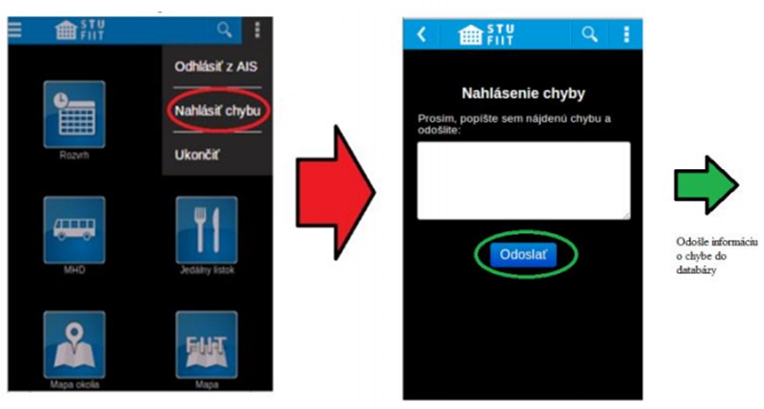 STU
FIIT
Odhlásiť z AIS
Nahlásiť chybu
Ukončiť
Rozvrh
MHD
Jedálny lístok
FIIT
Mapa okolia
Mapa
STU
FIIT
Nahlásenie chyby
Prosím, popíšte sem nájdenú chybu a
odošlite:
Odoslať
Odošle informáciu
o chybe do
databázy